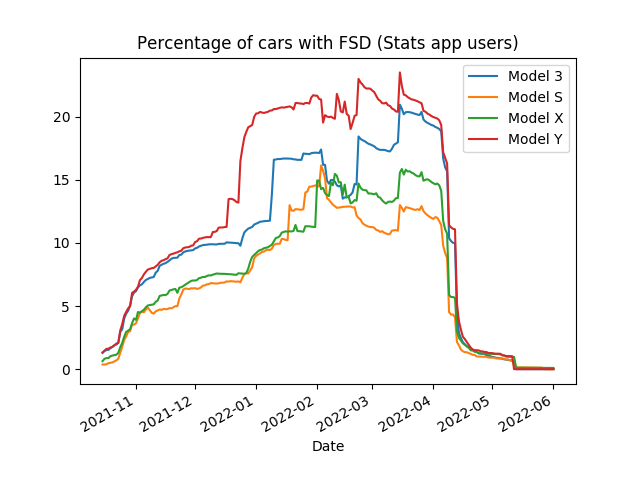 Percentage of cars with FSD (Stats app users)
Model 3
Model S
Model X
Model Y
20
15
10
5
0
2021-11
2021-12
2022-01
2022-02
2022-03
2022-04
2022-05
2022-06
Date